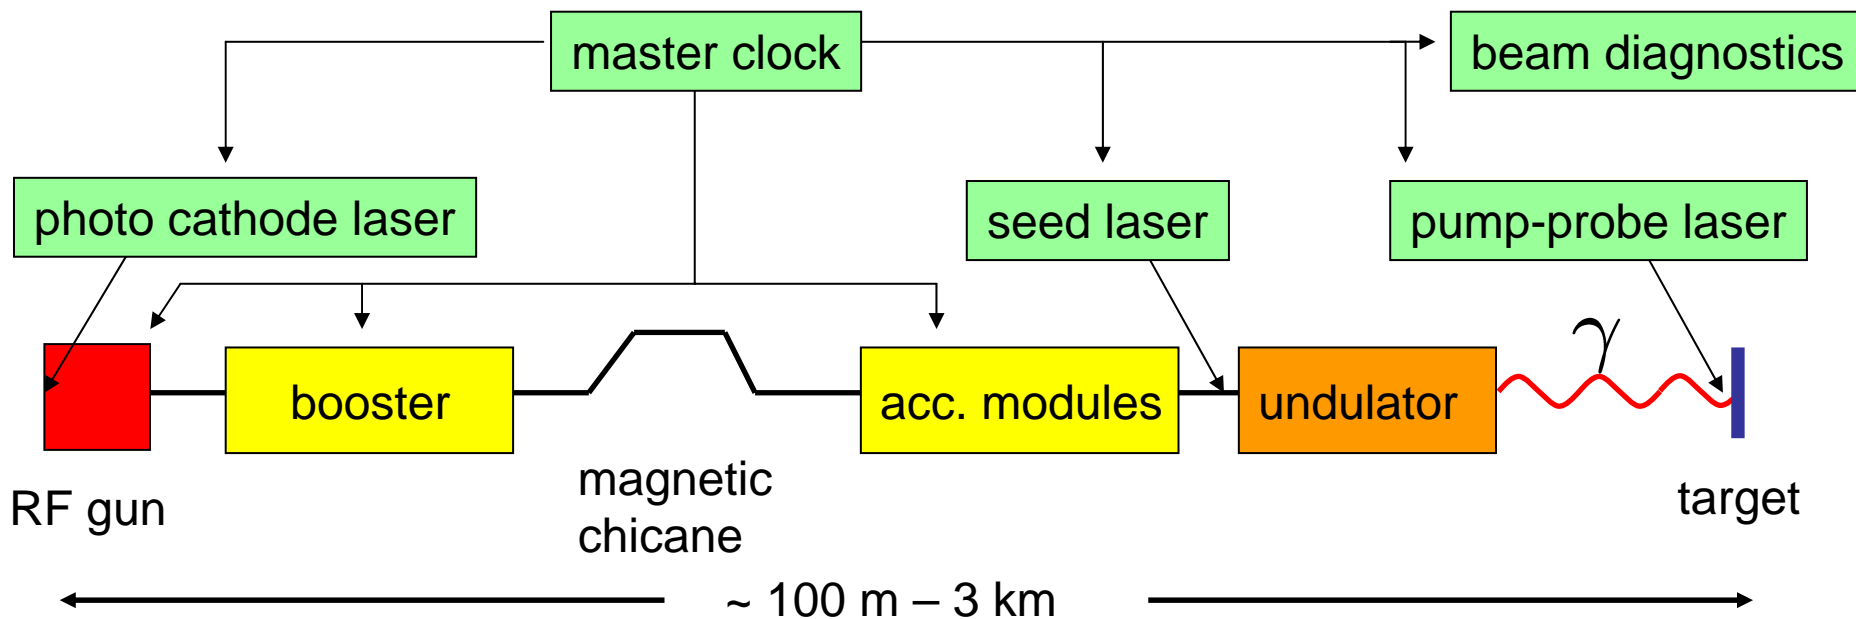 master clock
beam diagnostics
photo cathode laser
seed laser
pump-probe laser
γ
booster
acc. modules
undulator
RF gun
magnetic
chicane
target
~ 100 m – 3 km